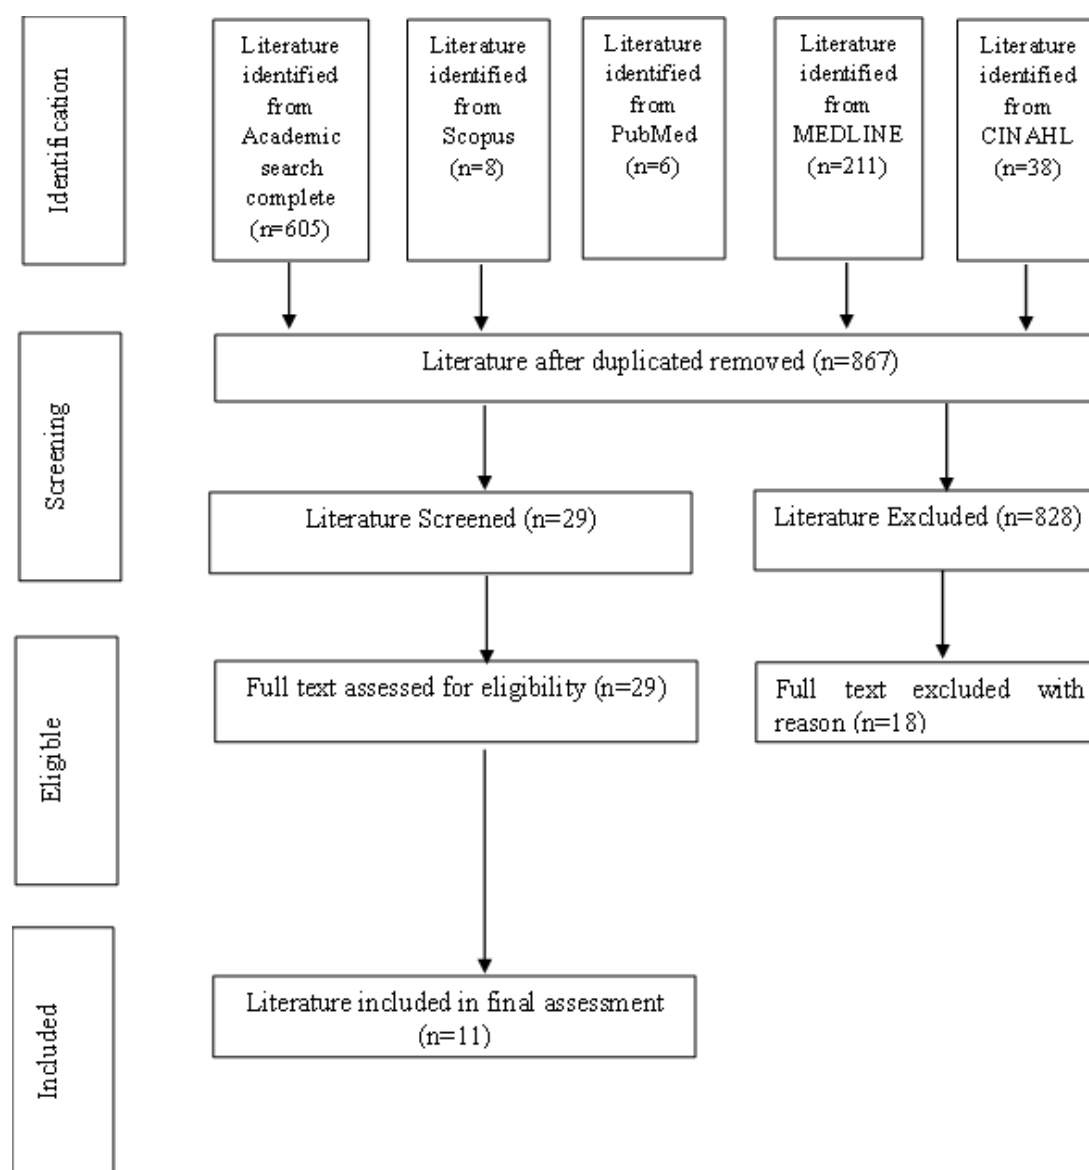 Identification
Literature
identified
from
Academic
search
complete
(n=605)
Literature
identified
from
Scopus
(n=8)
Literature
identified
from
PubMed
(n=6)
Literature
identified
from
MEDLINE
(n=211)
Literature
identified
from
CINAHL
(n=38)
Screening
Literature after duplicated removed (n=867)
Literature Screened (n=29)
Literature Excluded (n=828)
Eligible
Full text assessed for eligibility (n=29)
Full text excluded with
reason (n=18)
Included
Literature included in final assessment
(n=11)